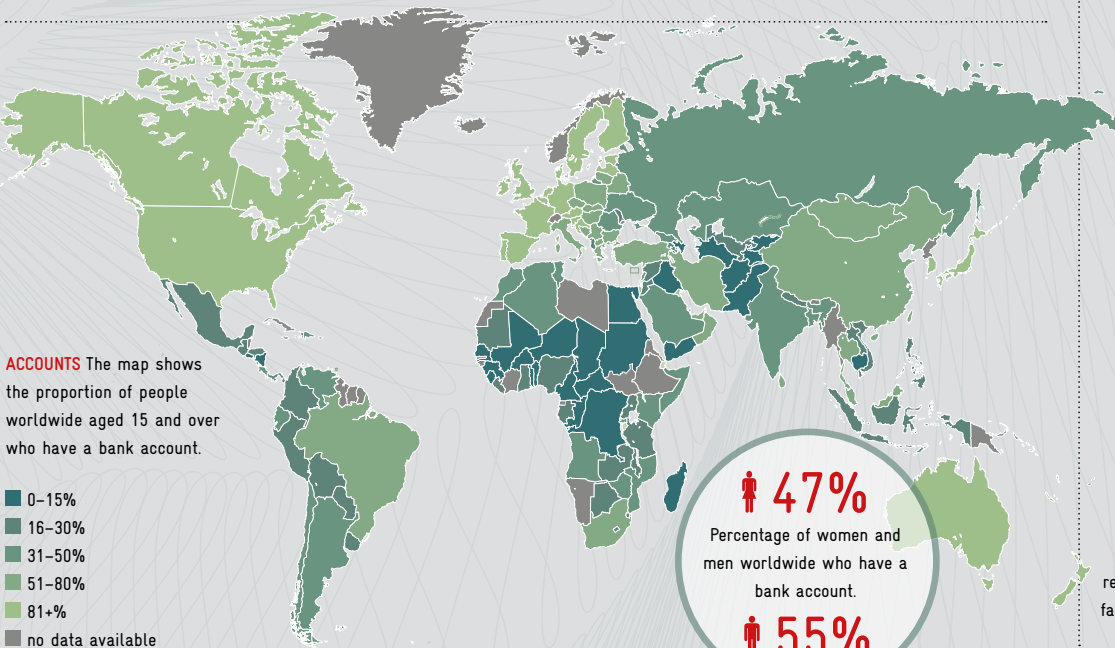 ACCOUNTS The map shows
the proportion of people
worldwide aged 15 and over
who have a bank account.
0–15%
16–30%
31–50%
51–80%
81+%
no data available
47%
Percentage of women and
men worldwide who have a
bank account.
55%
re
fa